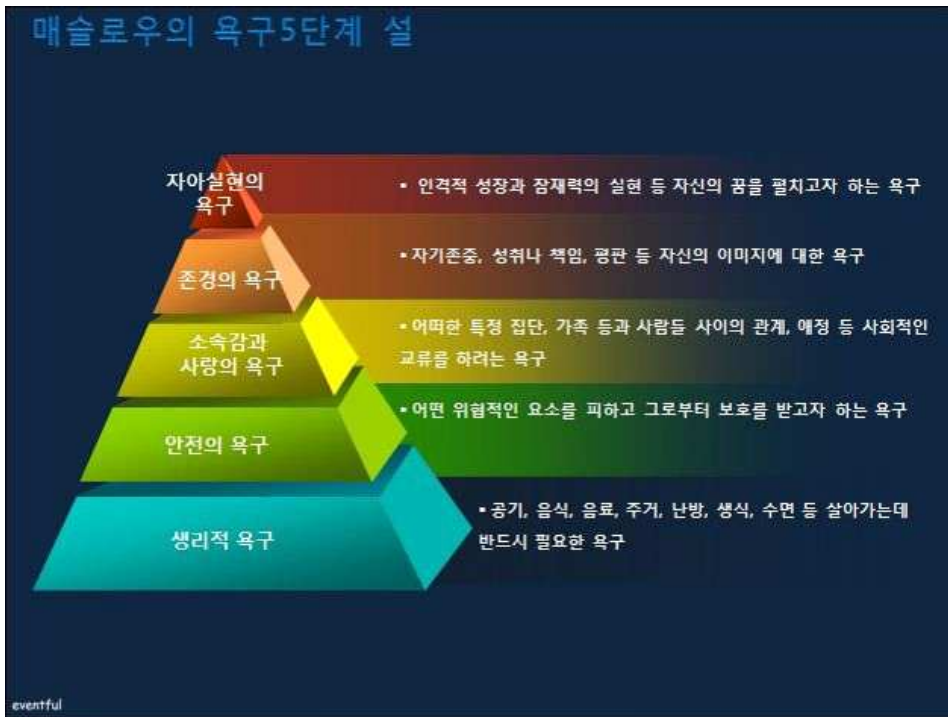 매슬로우의 욕구5단계 설
자아실현의
욕구
▪ 인격적 성장과 잠재력의 실현 등 자신의 꿈을 펼치고자 하는 욕구
존경의 욕구
▪ 자기존중, 성취나 책임, 평판 등 자신의 이미지에 대한 욕구
소속감과
사랑의 욕구
▪ 어떠한 특정 집단, 가족 등과 사람들 사이의 관계, 애정 등 사회적인
교류를 하려는 욕구
안전의 욕구
▪ 어떤 위협적인 요소를 피하고 그로부터 보호를 받고자 하는 욕구
생리적 욕구
▪ 공기, 음식, 음료, 주거, 난방, 생식, 수면 등 살아가는데
반드시 필요한 욕구
eventful